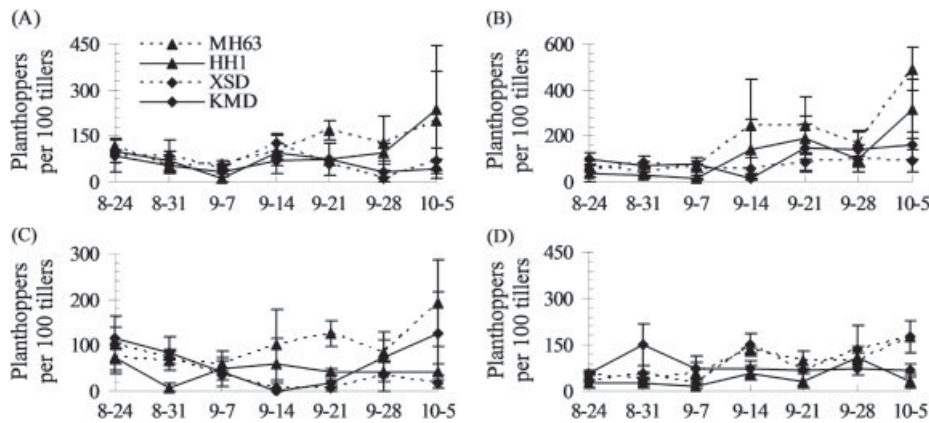 (A)
Planthoppers
per 100 tillers
450
300
150
0
MH63
HH1
XSD
KMD
8-24 8-31 9-7 9-14 9-21 9-28 10-5
(B)
Planthoppers
per 100 tillers
600
400
200
0
8-24 8-31 9-7 9-14 9-21 9-28 10-5
(C)
Planthoppers
per 100 tillers
300
200
100
0
8-24 8-31 9-7 9-14 9-21 9-28 10-5
(D)
Planthoppers
per 100 tillers
450
300
150
0
8-24 8-31 9-7 9-14 9-21 9-28 10-5